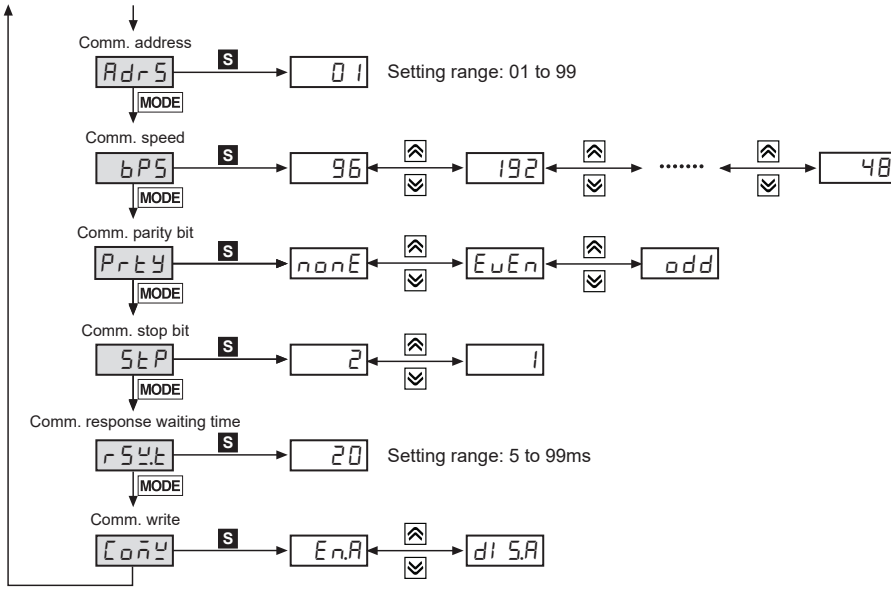 Comm. address
AdrS S 01 Setting range: 01 to 99
MODE
Comm. speed
bPS S 96 192 ....... 48
MODE
Comm. parity bit
PrtY S nonE EvEn odd
MODE
Comm. stop bit
StP S 2 1
MODE
Comm. response waiting time
rSW.t S 20 Setting range: 5 to 99ms
MODE
Comm. write
ComW S En.A dIS.A